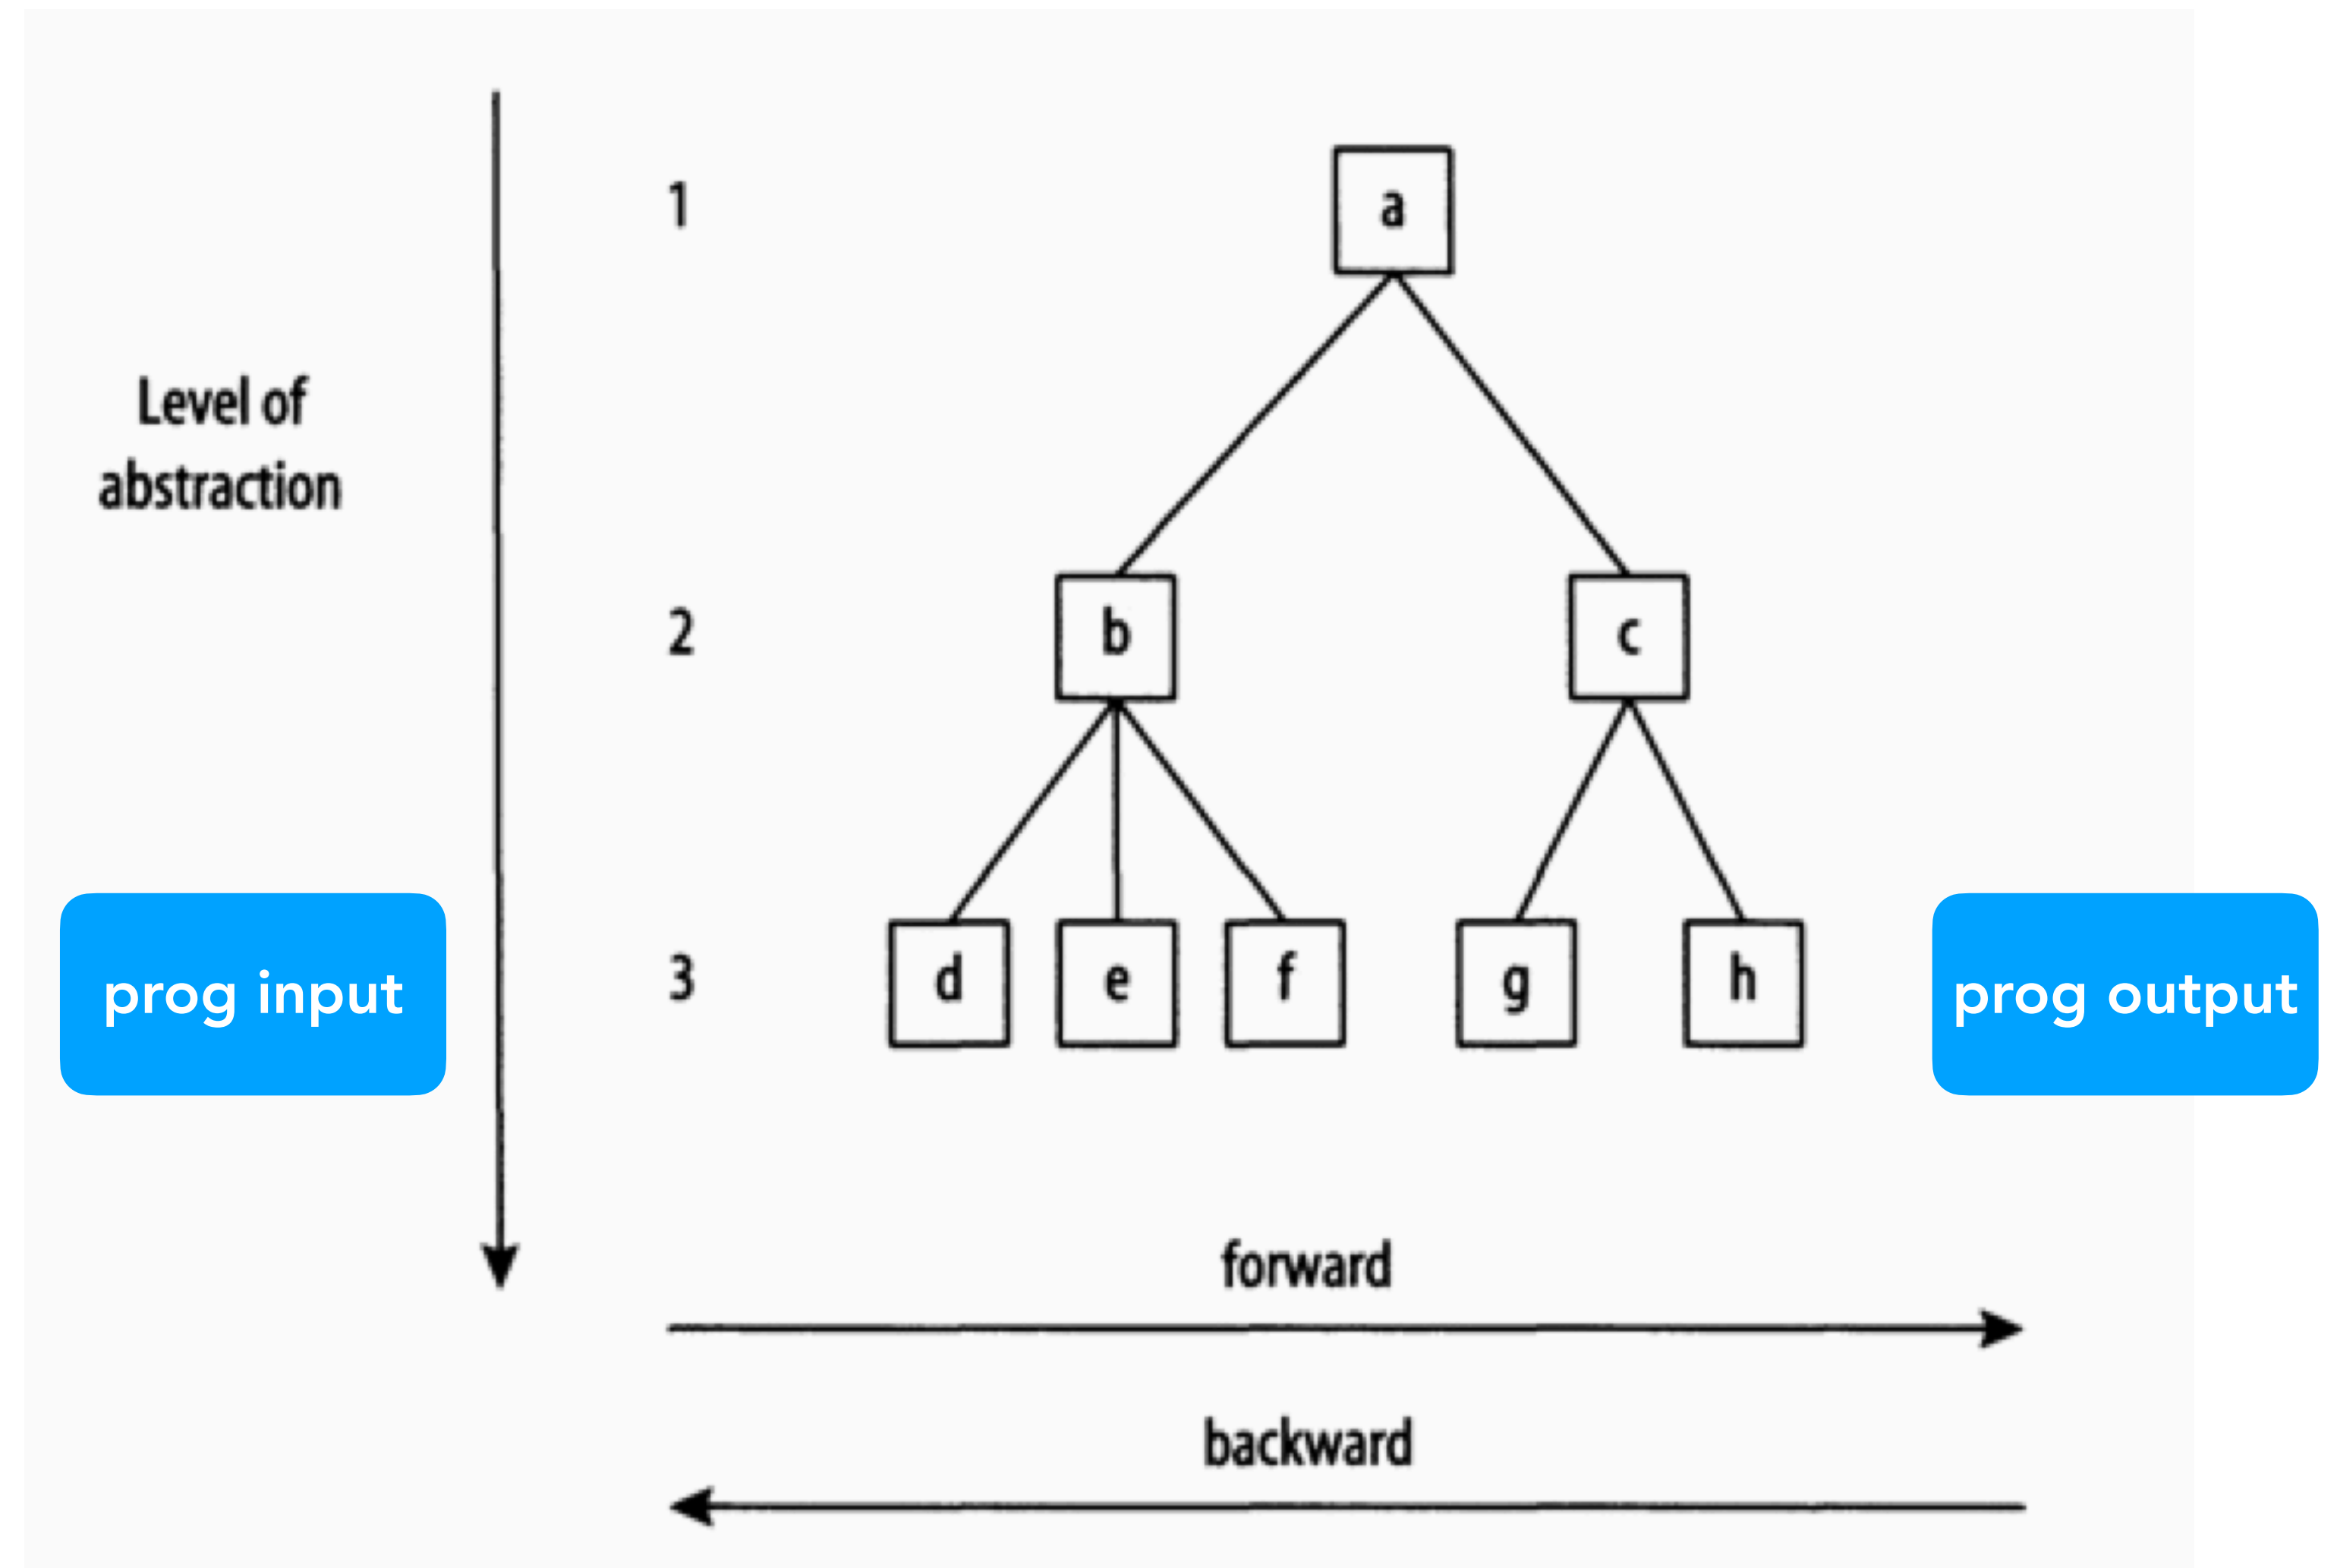 1
a
Level of
abstraction
2
b
c
prog input
3
d
e
f
g
h
prog output
forward
backward